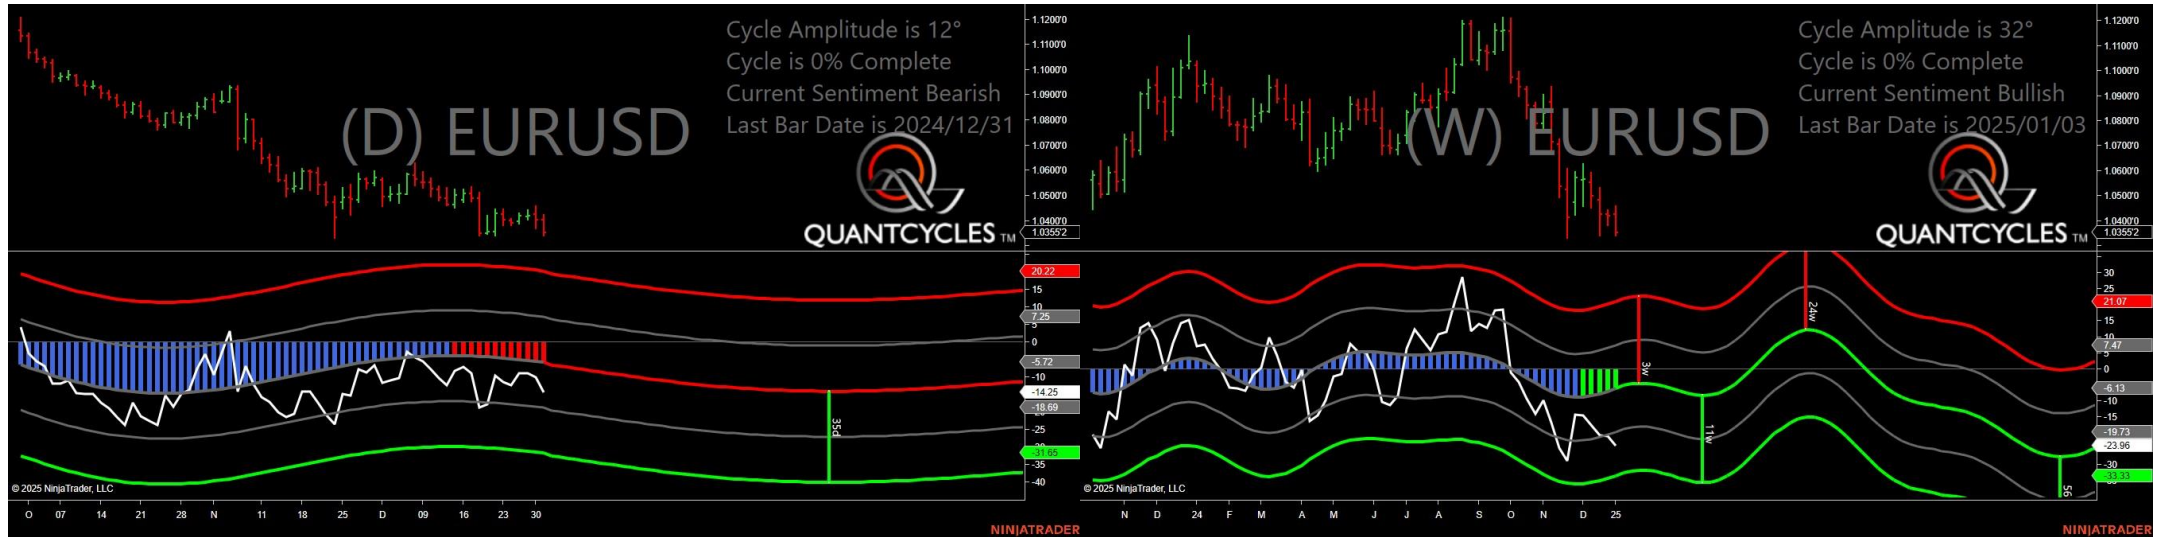 Cycle Amplitude is 12°
Cycle is 0% Complete
Current Sentiment Bearish
Last Bar Date is 2024/12/31
(D) EURUSD
QUANTCYCLES TM
1.1200'0
1.1100'0
1.1000'0
1.0900'0
1.0800'0
1.0700'0
1.0600'0
1.0500'0
1.0400'0
1.0355'2
20.22
15
10
7.25
5
0
-5.72
-10
-14.25
-18.69
-25
-31.65
-35
-40
35d
© 2025 NinjaTrader, LLC
O 07 14 21 28 N 11 18 25 D 09 16 23 30
NINJATRADER
Cycle Amplitude is 32°
Cycle is 0% Complete
Current Sentiment Bullish
Last Bar Date is 2025/01/03
(W) EURUSD
QUANTCYCLES TM
1.1200'0
1.1100'0
1.1000'0
1.0900'0
1.0800'0
1.0700'0
1.0600'0
1.0500'0
1.0400'0
1.0355'2
30
25
21.07
15
10
7.47
5
0
-6.13
-10
-15
-19.73
-23.96
-30
-33.33
3w
11w
24w
56
© 2025 NinjaTrader, LLC
N D 24 F M A M J J A S O N D 25
NINJATRADER